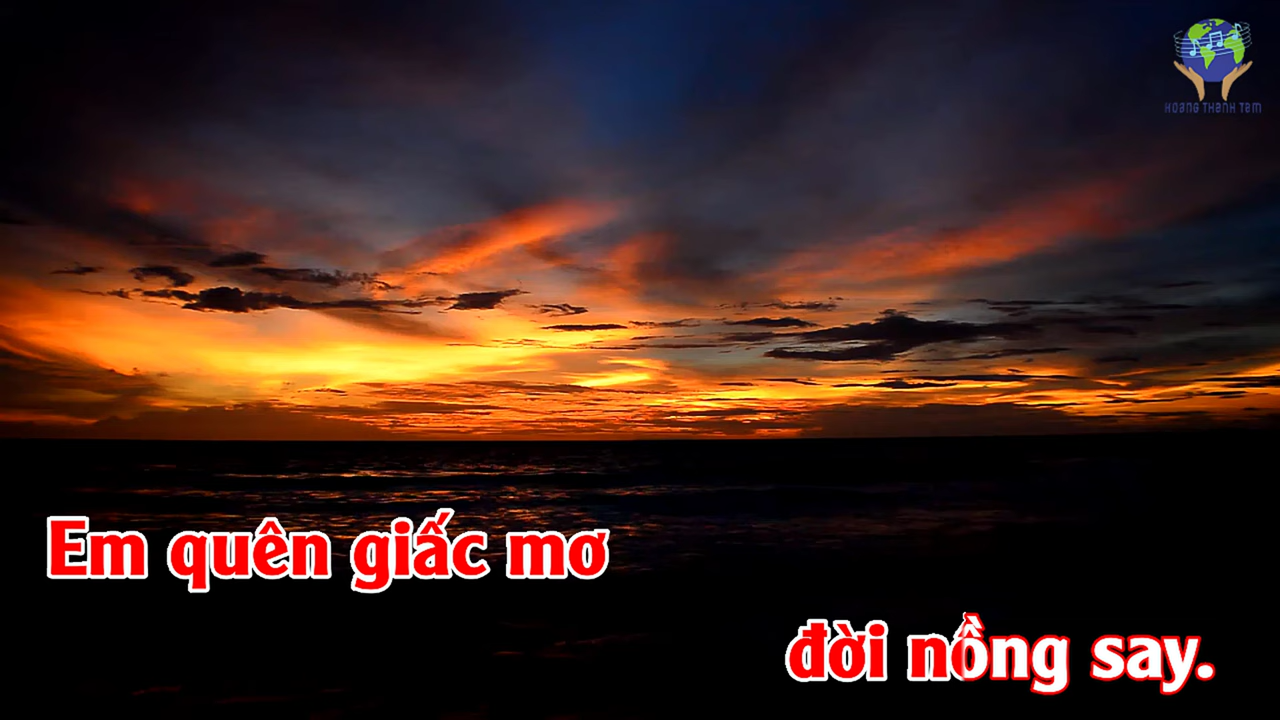 HOANG THANH TAM
Em quên giấc mơ
đời nồng say.